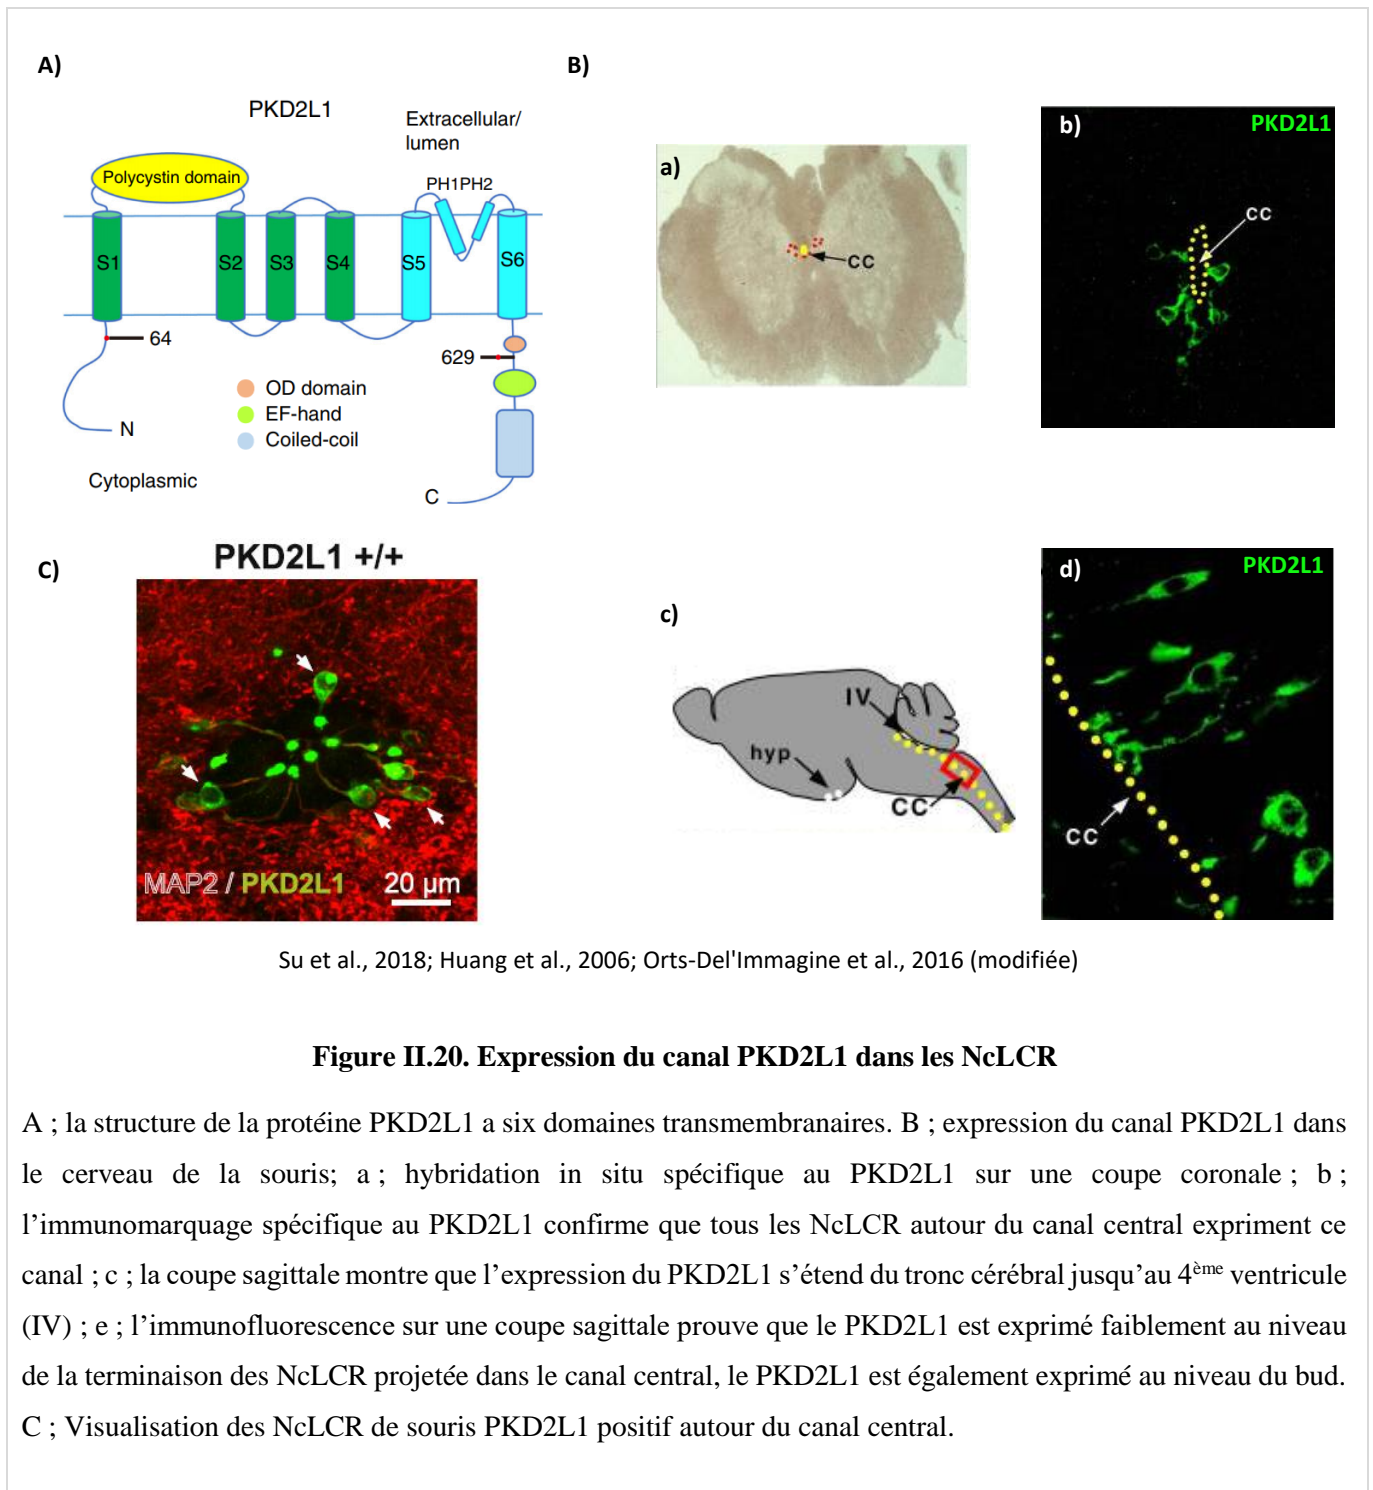 A)
PKD2L1
Extracellular/
lumen
Polycystin domain
PH1PH2
S1
S2
S3
S4
S5
S6
64
629
OD domain
EF-hand
Coiled-coil
N
C
Cytoplasmic
B)
a)
CC
b)
PKD2L1
CC
C)
PKD2L1 +/+
MAP2 / PKD2L1
20 µm
c)
IV
hyp
CC
d)
PKD2L1
CC
Su et al., 2018; Huang et al., 2006; Orts-Del'Immagine et al., 2016 (modifiée)
Figure II.20. Expression du canal PKD2L1 dans les NcLCR
A ; la structure de la protéine PKD2L1 a six domaines transmembranaires. B ; expression du canal PKD2L1 dans
le cerveau de la souris; a ; hybridation in situ spécifique au PKD2L1 sur une coupe coronale ; b ;
l’immunomarquage spécifique au PKD2L1 confirme que tous les NcLCR autour du canal central expriment ce
canal ; c ; la coupe sagittale montre que l’expression du PKD2L1 s’étend du tronc cérébral jusqu’au 4ème ventricule
(IV) ; e ; l’immunofluorescence sur une coupe sagittale prouve que le PKD2L1 est exprimé faiblement au niveau
de la terminaison des NcLCR projetée dans le canal central, le PKD2L1 est également exprimé au niveau du bud.
C ; Visualisation des NcLCR de souris PKD2L1 positif autour du canal central.